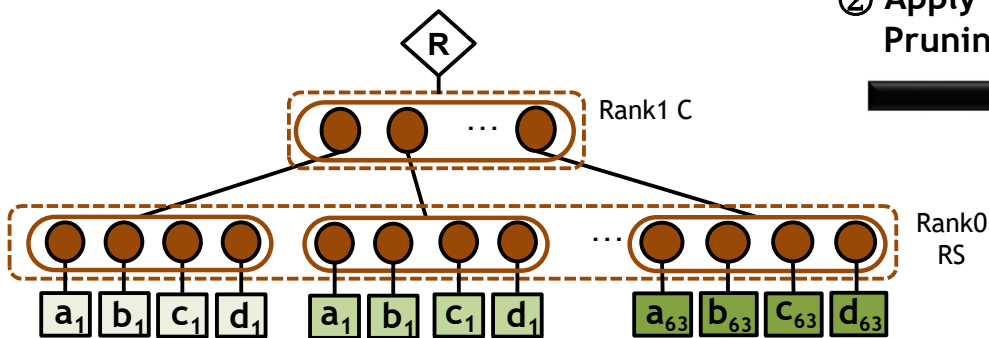 ② Apply
Prunin
R
Rank1 C
...
Rank0
RS
...
a₁ b₁ c₁ d₁ a₁ b₁ c₁ d₁ a₆₃ b₆₃ c₆₃ d₆₃